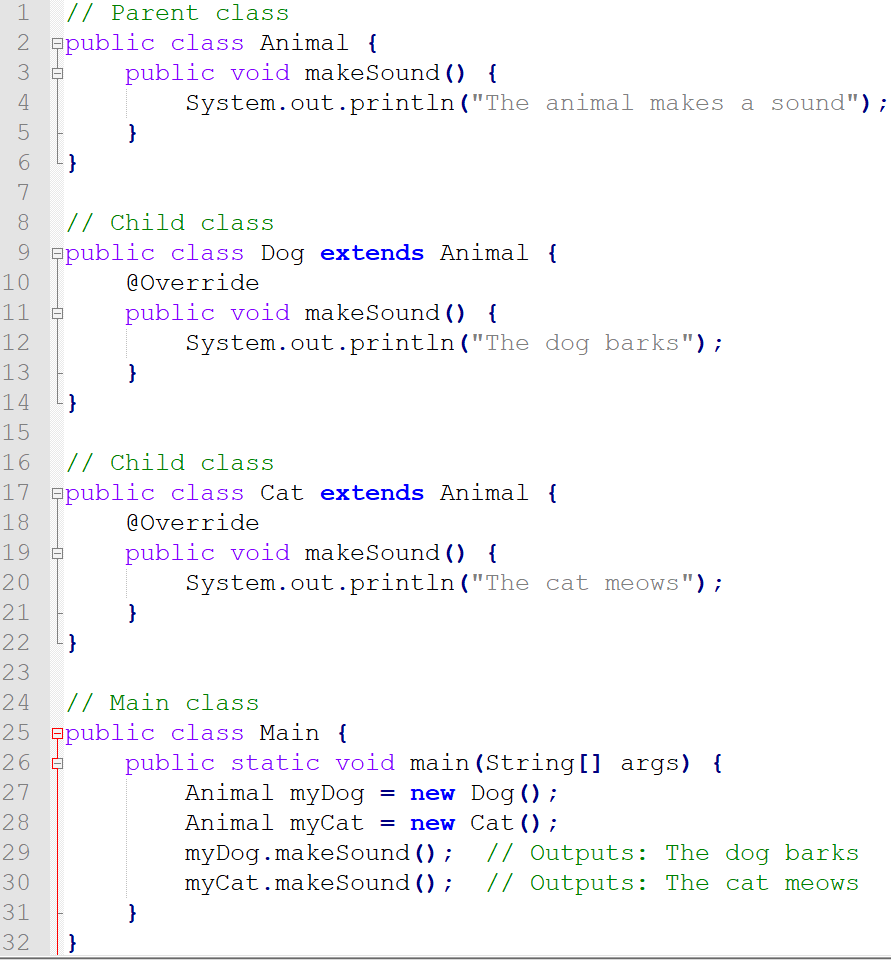 1 // Parent class
2 public class Animal {
3     public void makeSound() {
4         System.out.println("The animal makes a sound");
5     }
6 }
7
8 // Child class
9 public class Dog extends Animal {
10     @Override
11     public void makeSound() {
12         System.out.println("The dog barks");
13     }
14 }
15
16 // Child class
17 public class Cat extends Animal {
18     @Override
19     public void makeSound() {
20         System.out.println("The cat meows");
21     }
22 }
23
24 // Main class
25 public class Main {
26     public static void main(String[] args) {
27         Animal myDog = new Dog();
28         Animal myCat = new Cat();
29         myDog.makeSound();  // Outputs: The dog barks
30         myCat.makeSound();  // Outputs: The cat meows
31     }
32 }